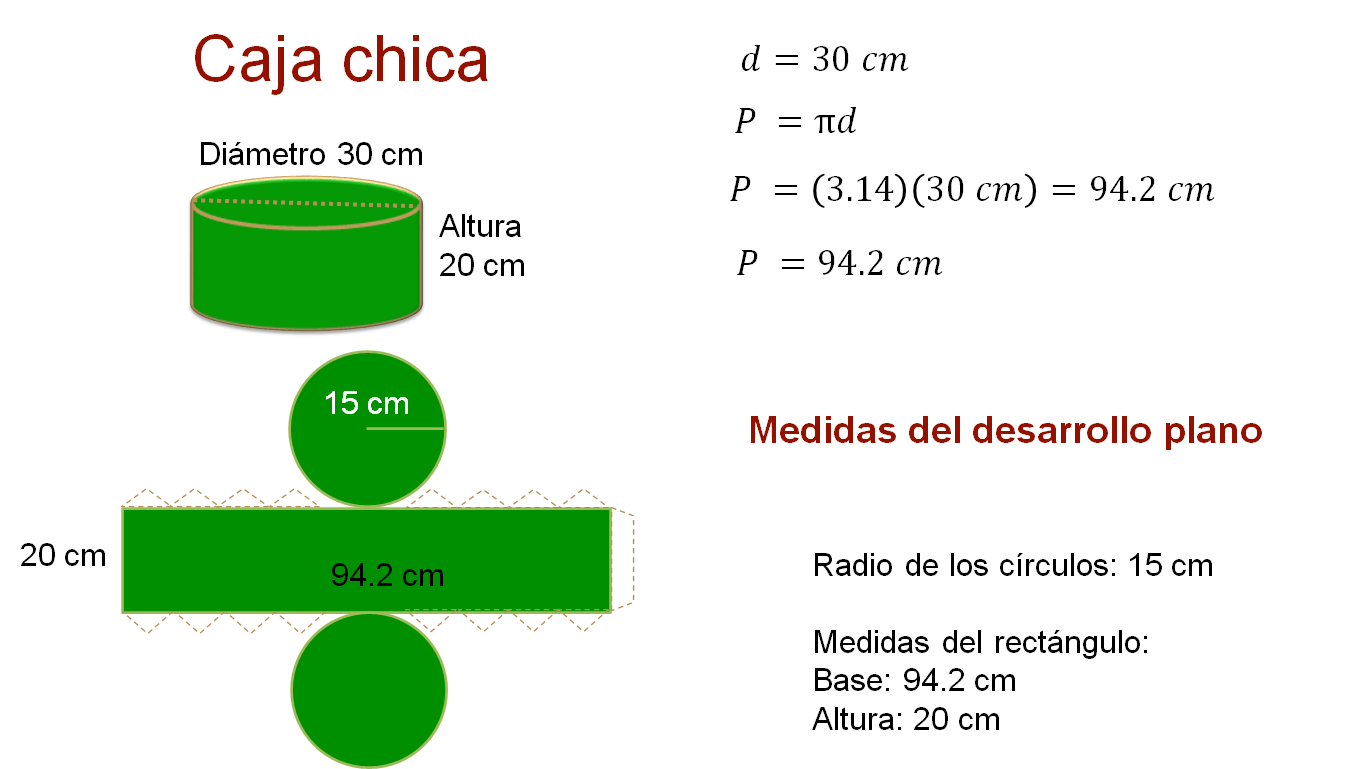 Caja chica
Diámetro 30 cm
Altura
20 cm
15 cm
20 cm
94.2 cm
d = 30 cm
P = πd
P = (3.14)(30 cm) = 94.2 cm
P = 94.2 cm
Medidas del desarrollo plano
Radio de los círculos: 15 cm
Medidas del rectángulo:
Base: 94.2 cm
Altura: 20 cm